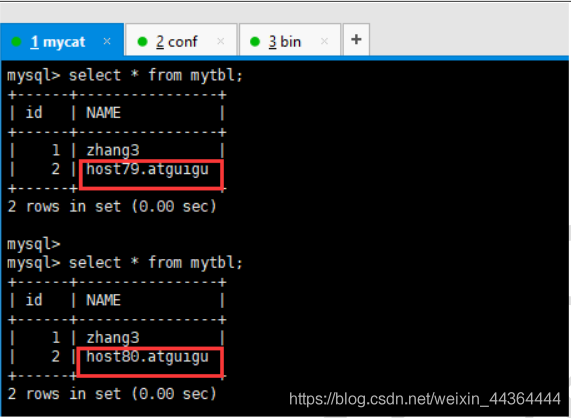 1 mycat × 2 conf × 3 bin × +
mysql> select * from mytbl;
+------+----------------+
| id   | NAME           |
+------+----------------+
|    1 | zhang3         |
|    2 | host79.atguigu |
+------+----------------+
2 rows in set (0.00 sec)
mysql>
mysql> select * from mytbl;
+------+----------------+
| id   | NAME           |
+------+----------------+
|    1 | zhang3         |
|    2 | host80.atguigu |
+------+----------------+
2 rows in set (0.00 sec)
https://blog.csdn.net/weixin_44364444